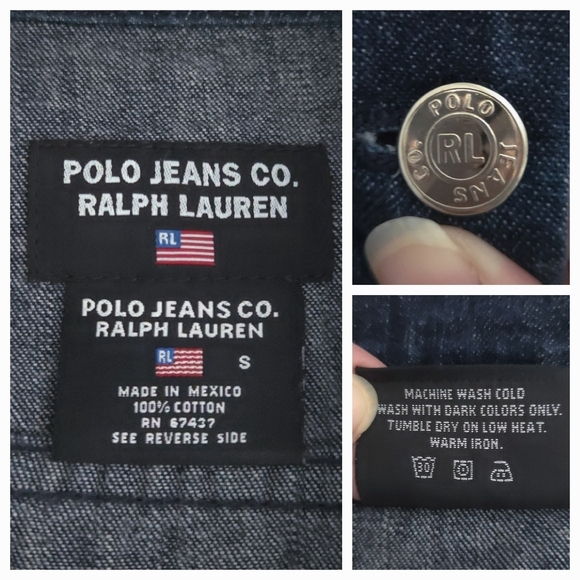 POLO JEANS CO.
RALPH LAUREN
RL
POLO JEANS CO.
RALPH LAUREN
RL
S
MADE IN MEXICO
100% COTTON
RN 67437
SEE REVERSE SIDE
POLO JEANS CO.
RL
MACHINE WASH COLD
WASH WITH DARK COLORS ONLY.
TUMBLE DRY ON LOW HEAT.
WARM IRON.
30